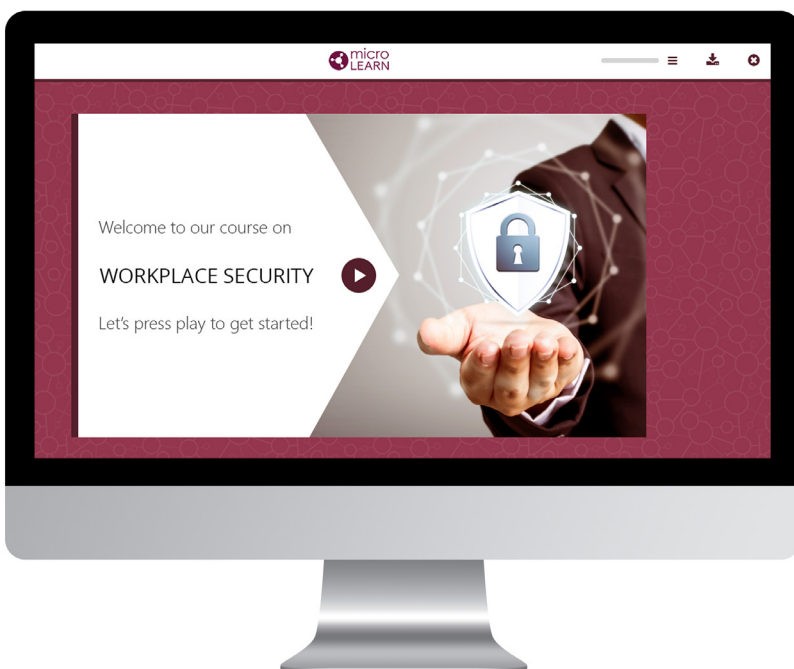 micro
LEARN
Welcome to our course on
WORKPLACE SECURITY
Let's press play to get started!